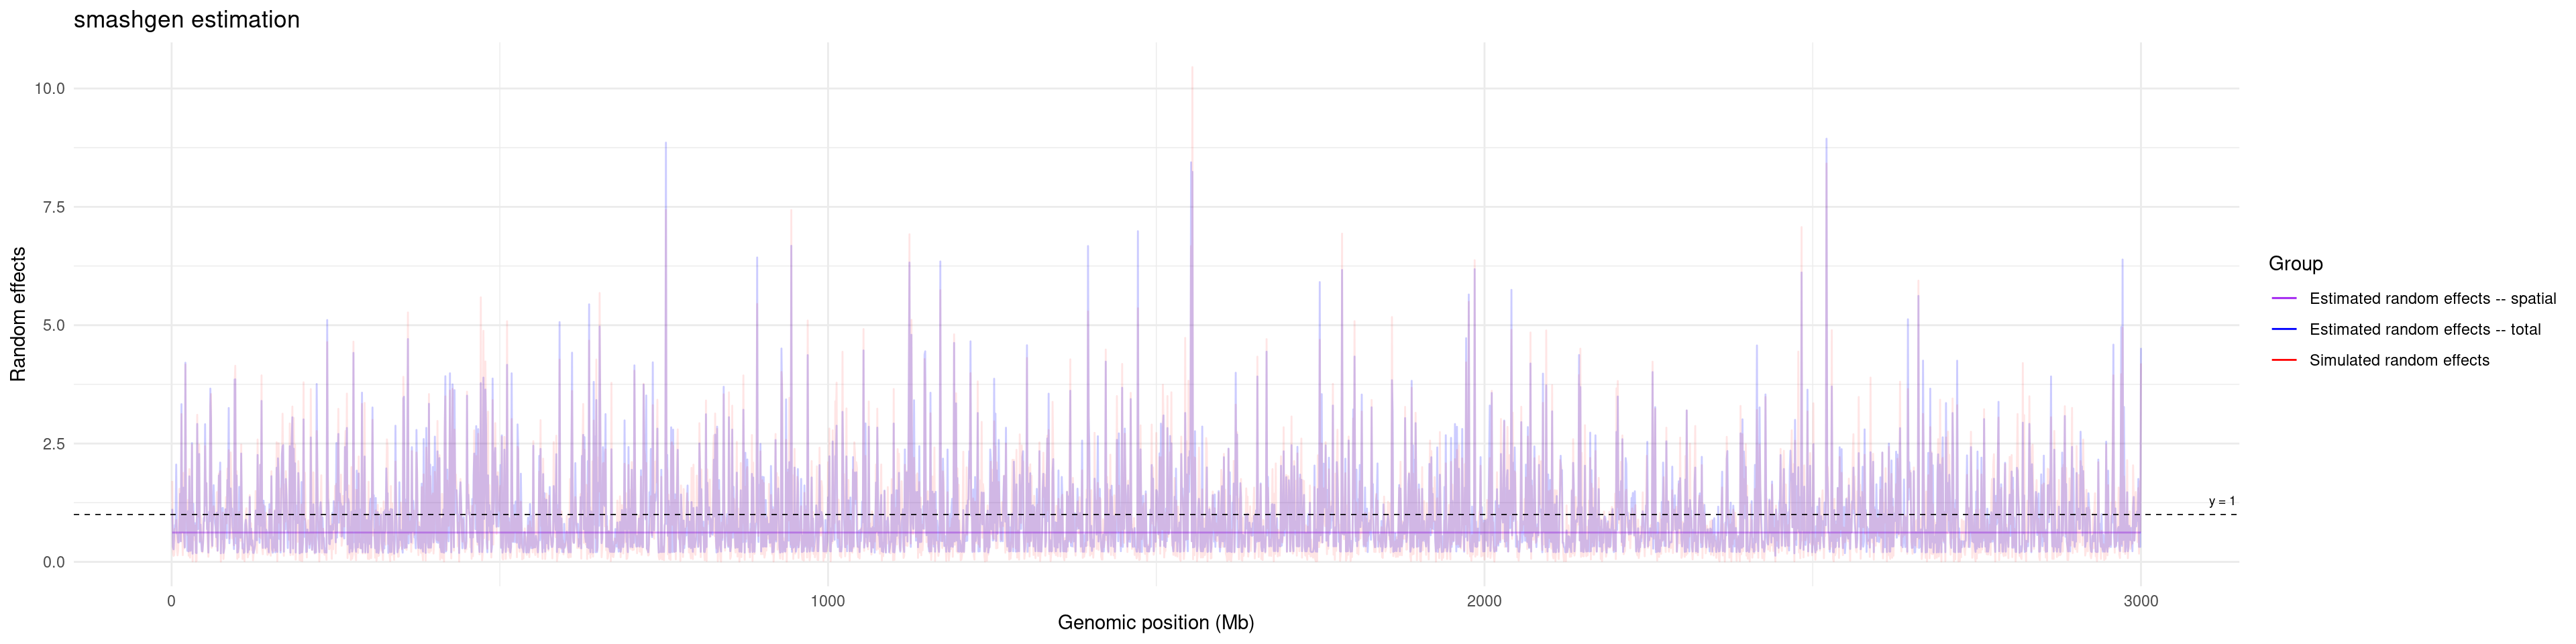 smashgen estimation
Random effects
10.0
7.5
5.0
2.5
0.0
y = 1
0
1000
2000
3000
Genomic position (Mb)
Group
Estimated random effects -- spatial
Estimated random effects -- total
Simulated random effects